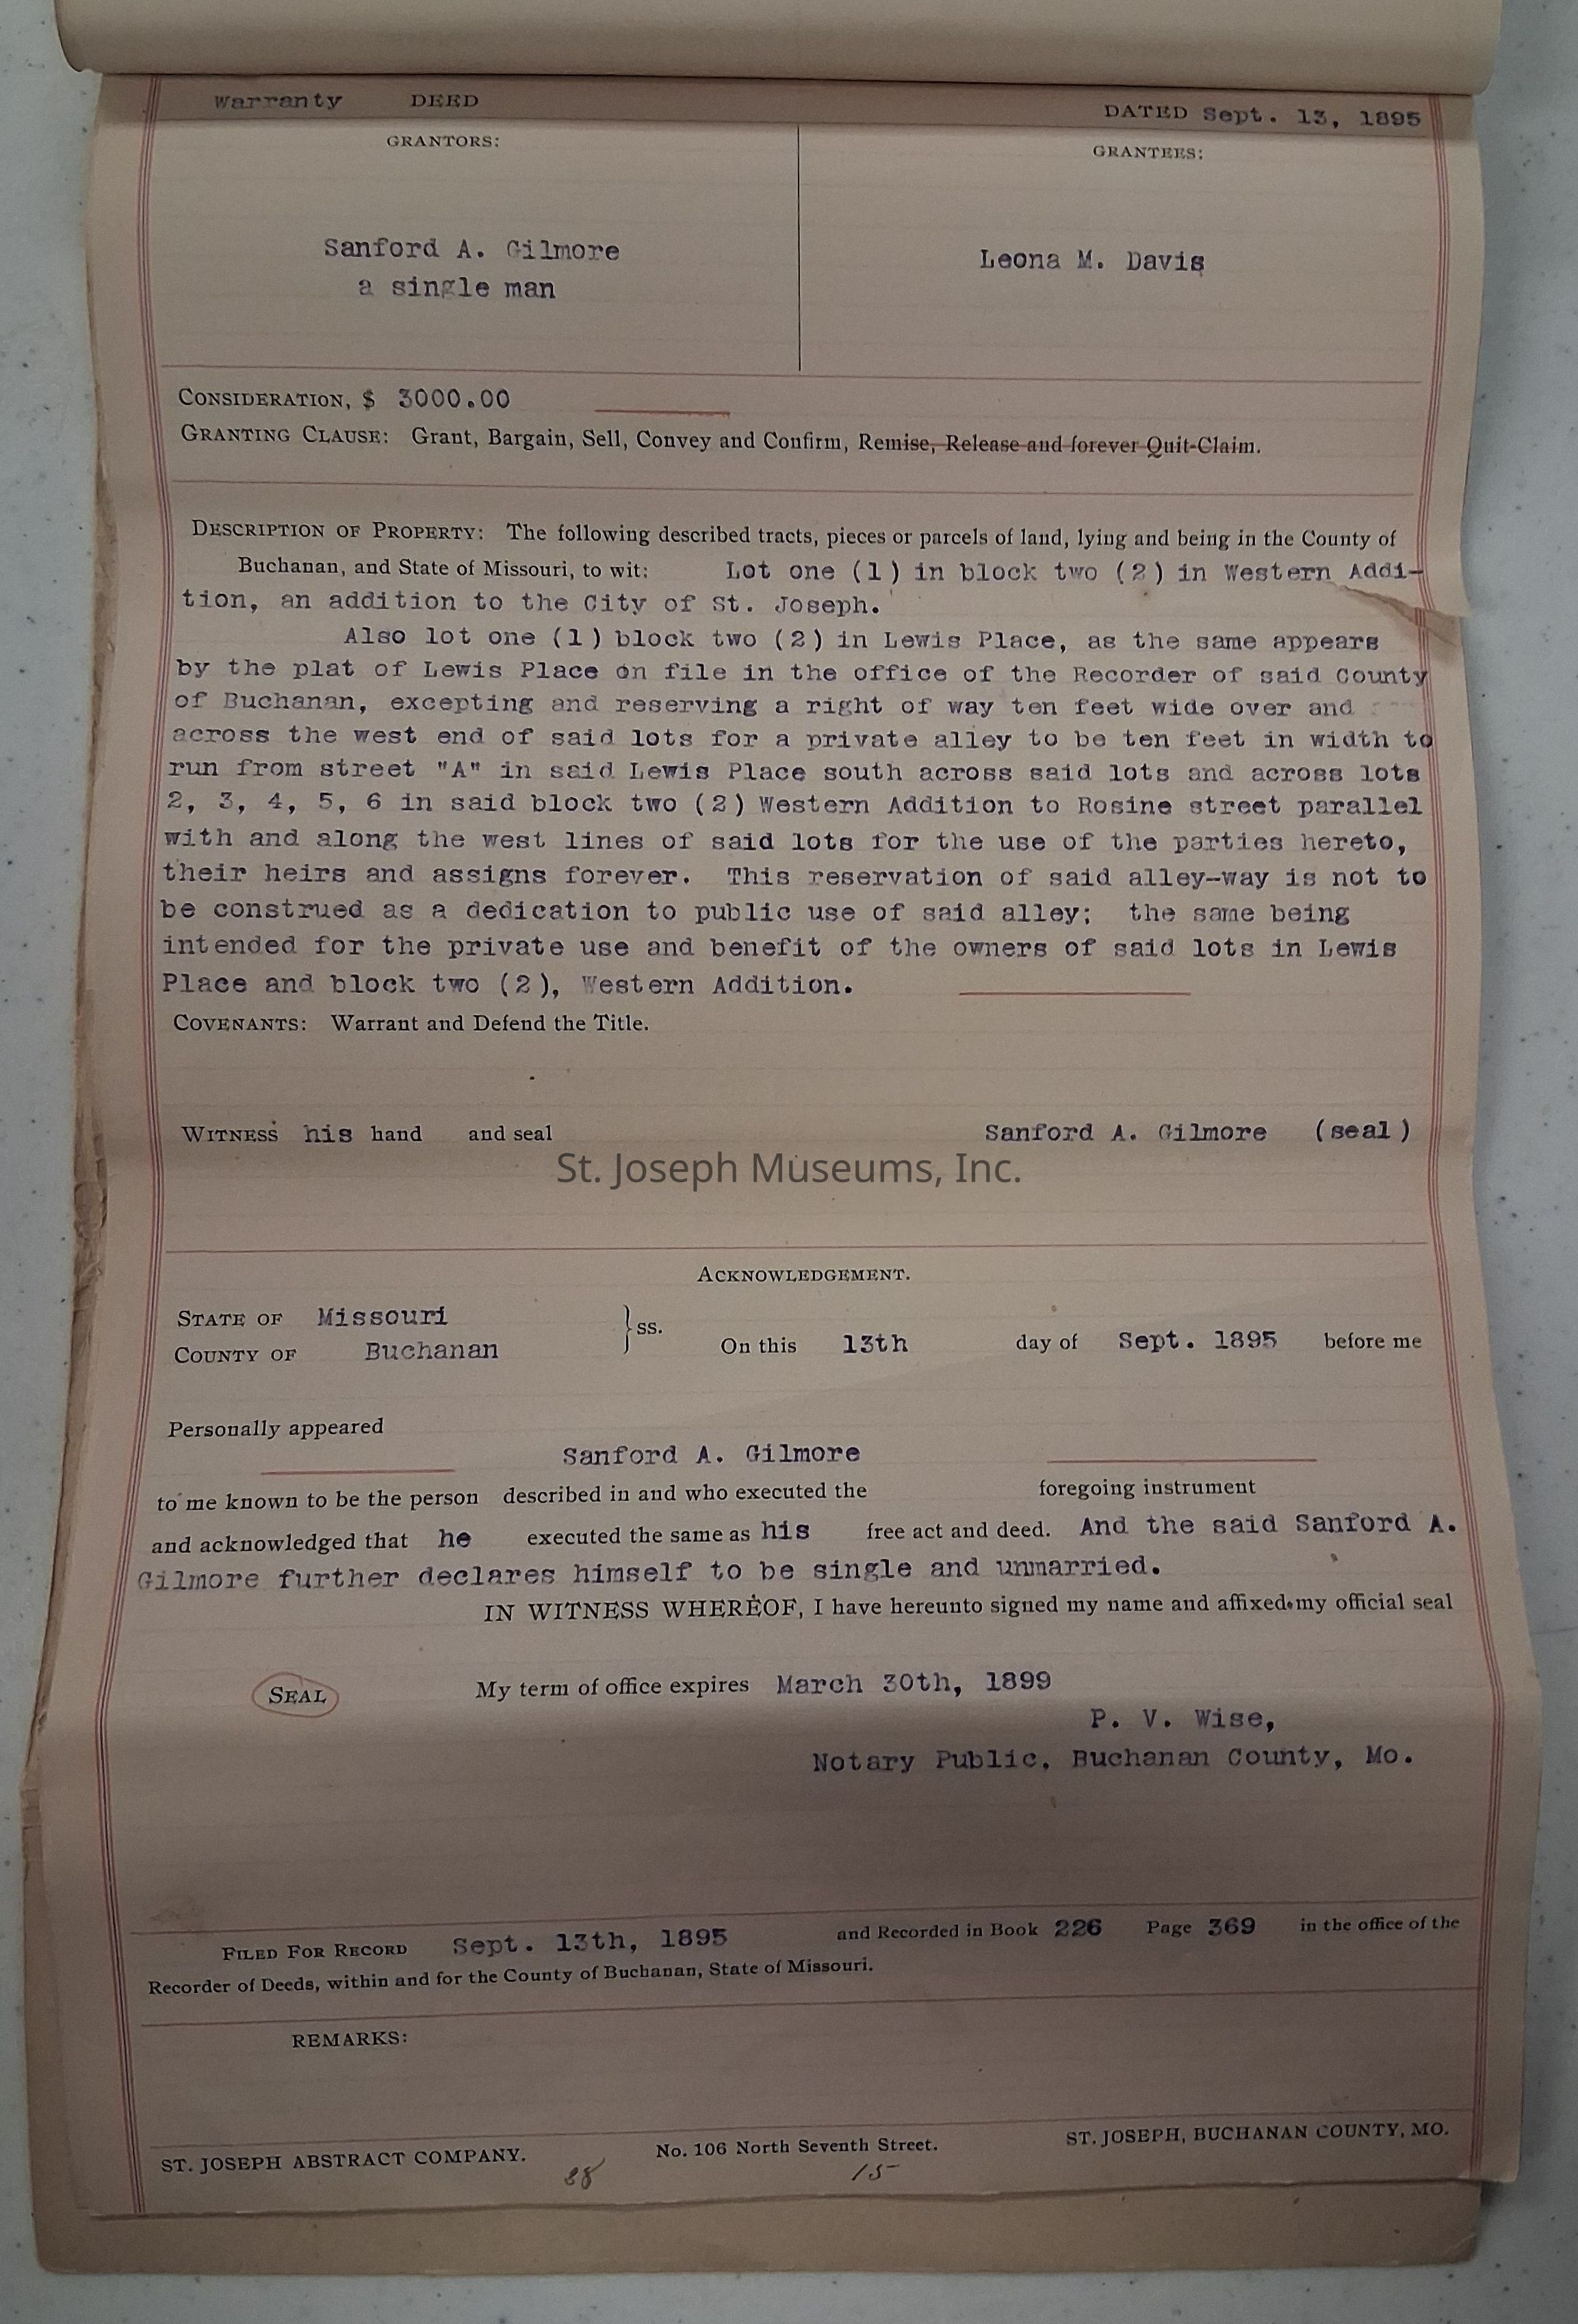 Warranty DEED DATED Sept. 13, 1895
GRANTORS: GRANTEES:
Sanford A. Gilmore Leona M. Davis
a single man
CONSIDERATION, $ 3000.00
GRANTING CLAUSE: Grant, Bargain, Sell, Convey and Confirm, Remise, Release and forever Quit-Claim.
DESCRIPTION OF PROPERTY: The following described tracts, pieces or parcels of land, lying and being in the County of
Buchanan, and State of Missouri, to wit: Lot one (1) in block two (2) in Western Addi-
tion, an addition to the City of St. Joseph.
Also lot one (1) block two (2) in Lewis Place, as the same appears
by the plat of Lewis Place on file in the office of the Recorder of said County
of Buchanan, excepting and reserving a right of way ten feet wide over and
across the west end of said lots for a private alley to be ten feet in width to
run from street "A" in said Lewis Place south across said lots and across lots
2, 3, 4, 5, 6 in said block two (2) Western Addition to Rosine street parallel
with and along the west lines of said lots for the use of the parties hereto,
their heirs and assigns forever. This reservation of said alley-way is not to
be construed as a dedication to public use of said alley; the same being
intended for the private use and benefit of the owners of said lots in Lewis
Place and block two (2), Western Addition.
COVENANTS: Warrant and Defend the Title.
WITNESS his hand and seal Sanford A. Gilmore (seal)
St. Joseph Museums, Inc.
ACKNOWLEDGEMENT.
STATE OF Missouri
COUNTY OF Buchanan } ss. On this 13th day of Sept. 1895 before me
Personally appeared
Sanford A. Gilmore
to me known to be the person described in and who executed the foregoing instrument
and acknowledged that he executed the same as his free act and deed. And the said Sanford A.
Gilmore further declares himself to be single and unmarried.
IN WITNESS WHEREOF, I have hereunto signed my name and affixed my official seal
SEAL My term of office expires March 30th, 1899
P. V. Wise,
Notary Public, Buchanan County, Mo.
FILED FOR RECORD Sept. 13th, 1895 and Recorded in Book 226 Page 369 in the office of the
Recorder of Deeds, within and for the County of Buchanan, State of Missouri.
REMARKS:
ST. JOSEPH ABSTRACT COMPANY. No. 106 North Seventh Street. ST. JOSEPH, BUCHANAN COUNTY, MO.
38 15